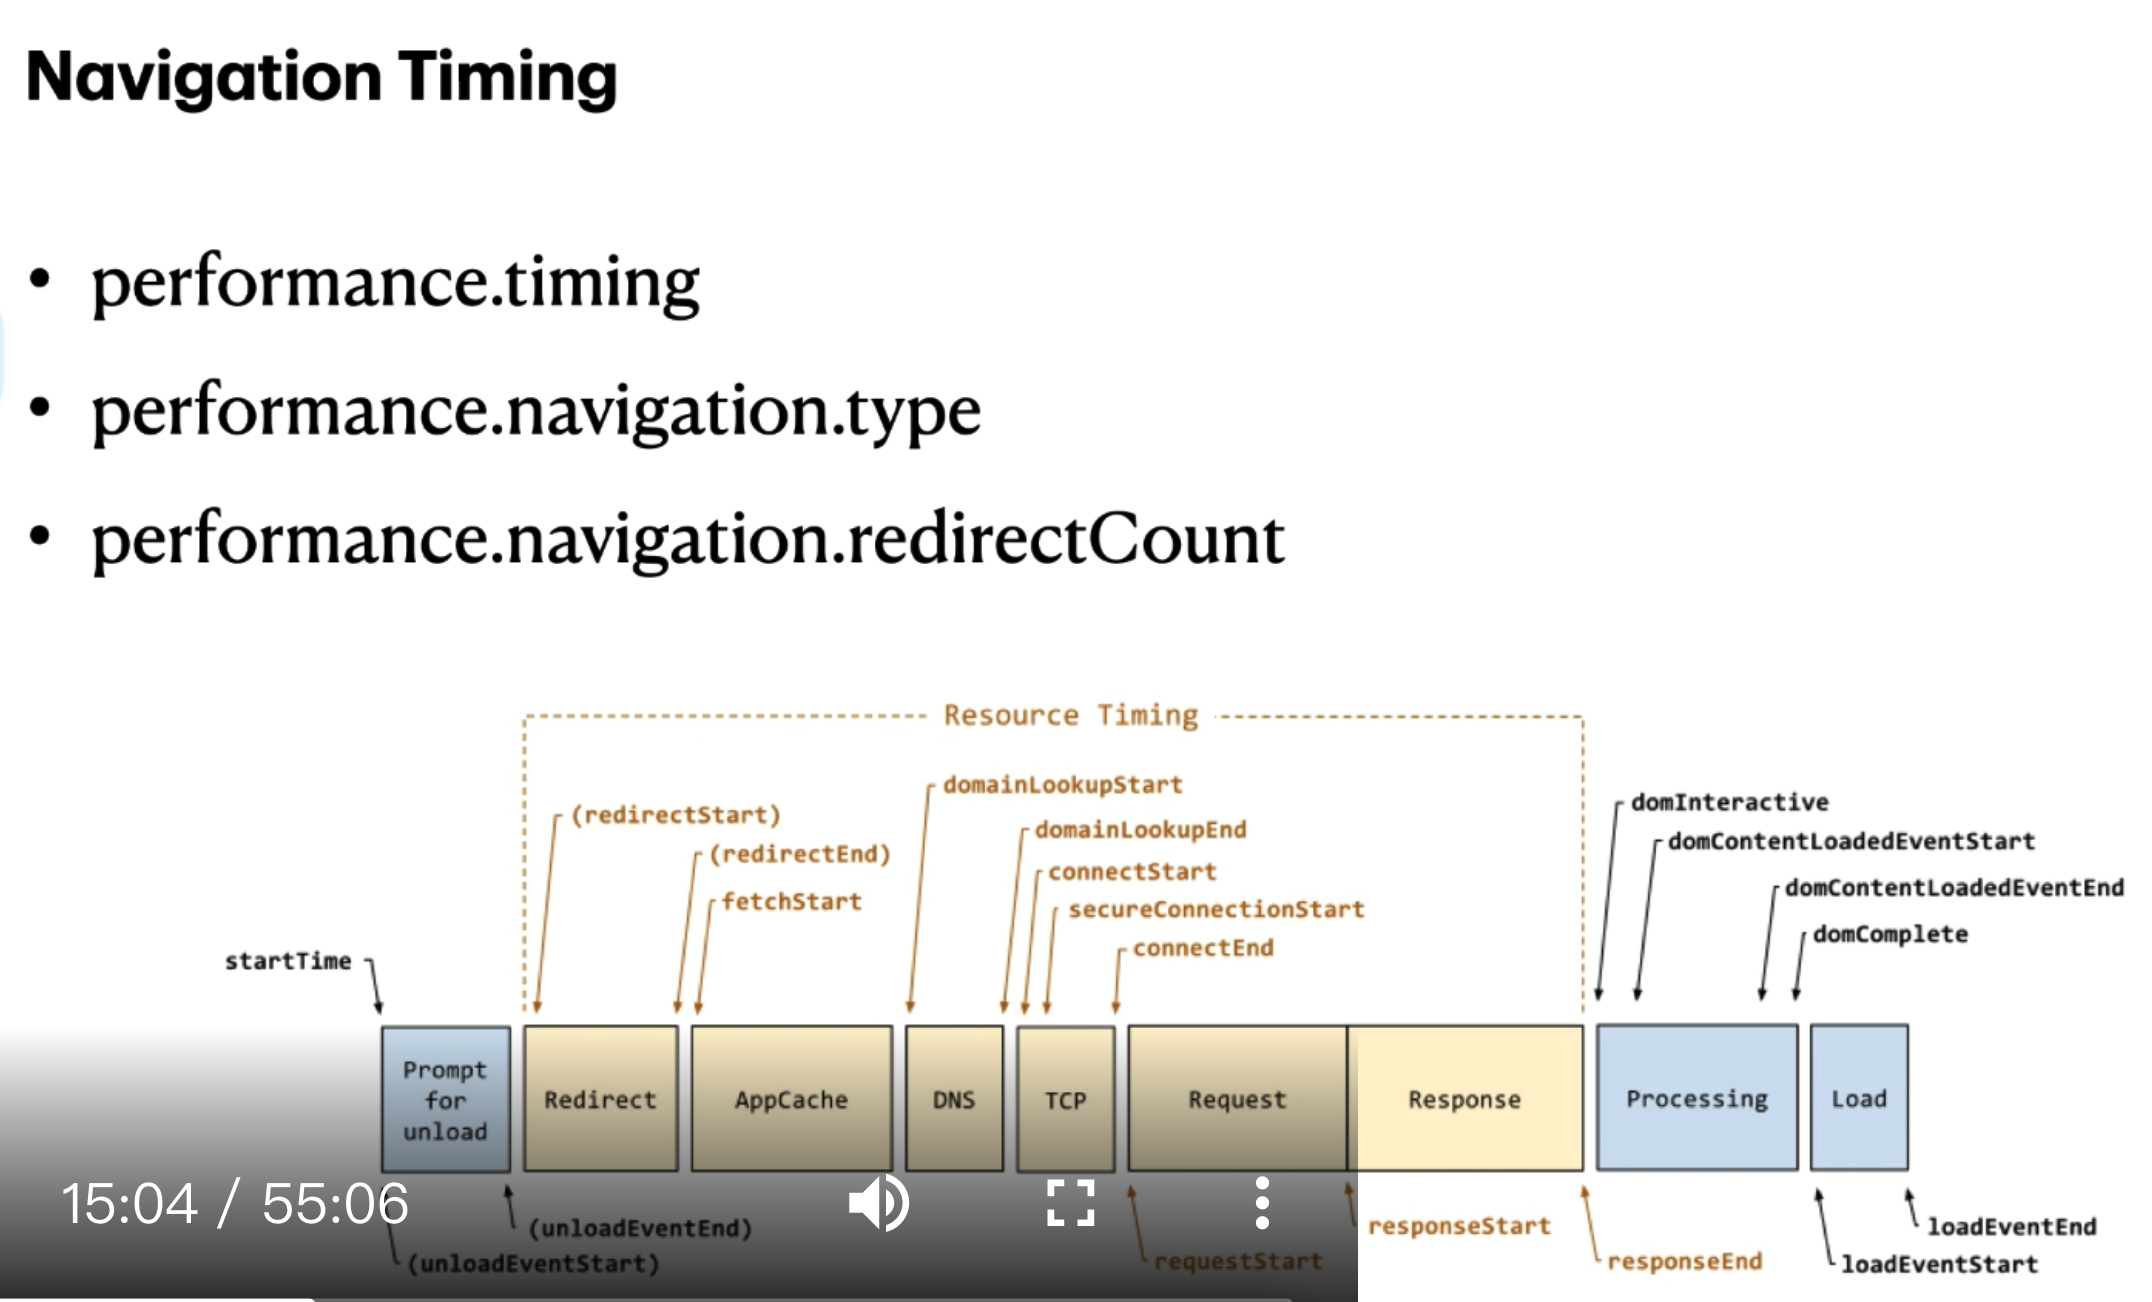 Navigation Timing
• performance.timing
• performance.navigation.type
• performance.navigation.redirectCount
Resource Timing
domainLookupStart
(redirectStart)
domainLookupEnd
domInteractive
domContentLoadedEventStart
(redirectEnd)
connectStart
domContentLoadedEventEnd
fetchStart
secureConnectionStart
domComplete
connectEnd
startTime
Prompt
for
unload
Redirect
AppCache
DNS
TCP
Request
Response
Processing
Load
15:04 / 55:06
(unloadEventEnd)
responseStart
loadEventEnd
(unloadEventStart)
requestStart
responseEnd
loadEventStart